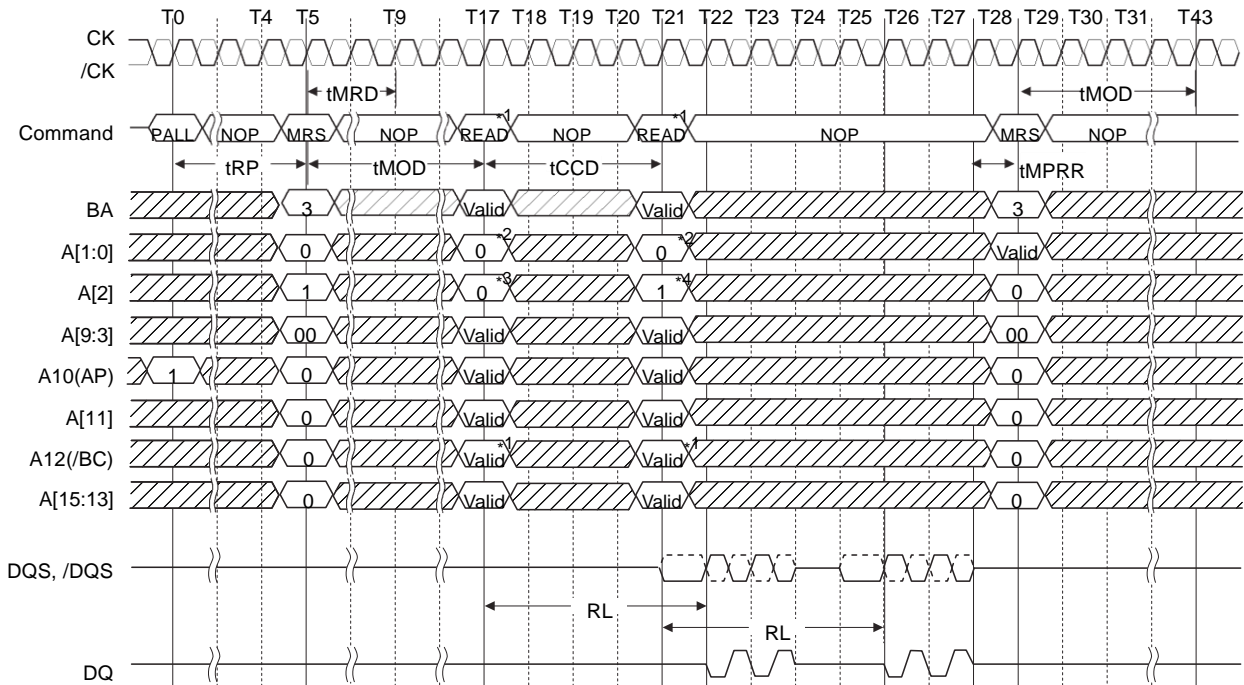 T0 T4 T5 T9 T17 T18 T19 T20 T21 T22 T23 T24 T25 T26 T27 T28 T29 T30 T31 T43
CK
/CK
tMRD tMOD
Command PALL NOP MRS NOP READ*1 NOP READ*1 NOP MRS NOP
tRP tMOD tCCD tMPRR
BA 3 Valid Valid 3
A[1:0] 0 0*2 0*2 Valid
A[2] 1 0*3 1*4 0
A[9:3] 00 Valid Valid 00
A10(AP) 1 0 Valid Valid 0
A[11] 0 Valid Valid 0
A12(/BC) 0 Valid*1 Valid*1 0
A[15:13] 0 Valid Valid 0
DQS, /DQS
RL
RL
DQ